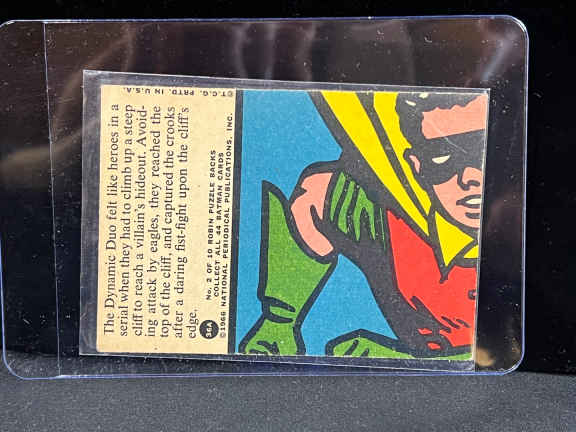 The Dynamic Duo felt like heroes in a
serial when they had to climb up a steep
cliff to reach a villain's hideout. Avoid-
ing attack by eagles, they reached the
top of the cliff, and captured the crooks
after a daring fist-fight upon the cliff's
edge.
36A
No. 2 OF 10 ROBIN PUZZLE BACKS
COLLECT ALL 44 BATMAN CARDS
©1966 NATIONAL PERIODICAL PUBLICATIONS, INC.
©T.C.G. PRTD. IN U.S.A.